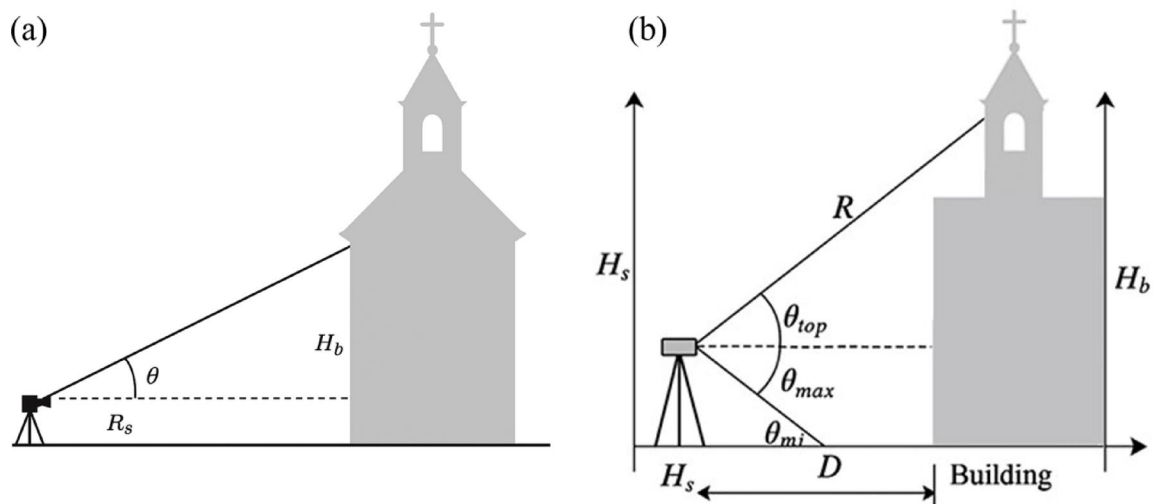 (a)
θ
H_b
R_s
(b)
R
H_s
H_b
θ_top
θ_max
θ_mi
H_s
D
Building